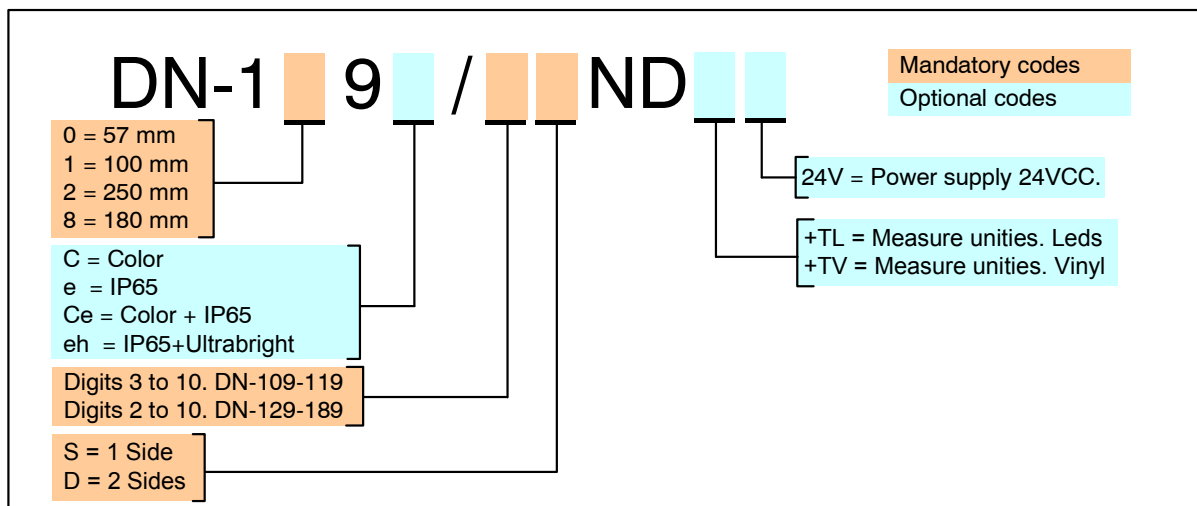 DN-1 9 / ND
Mandatory codes
Optional codes
0 = 57 mm
1 = 100 mm
2 = 250 mm
8 = 180 mm
24V = Power supply 24VCC.
+TL = Measure unities. Leds
+TV = Measure unities. Vinyl
C = Color
e = IP65
Ce = Color + IP65
eh = IP65+Ultrabright
Digits 3 to 10. DN-109-119
Digits 2 to 10. DN-129-189
S = 1 Side
D = 2 Sides